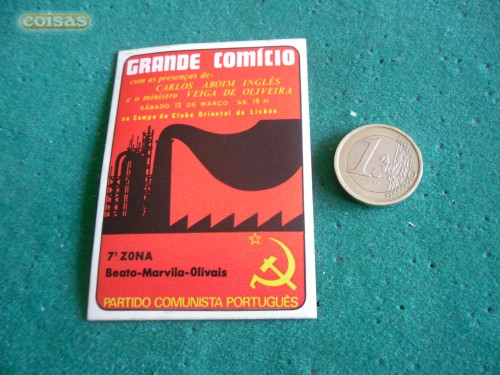 coisas
GRANDE COMÍCIO
com as presenças de-
CARLOS ABOIM INGLÊS
e o ministro VEIGA DE OLIVEIRA
SÁBADO 13 DE MARÇO ÀS 16 H.
no Campo do Clube Oriental de Lisboa
7ª ZONA
Beato-Marvila-Olivais
PARTIDO COMUNISTA PORTUGUÊS
1
EURO